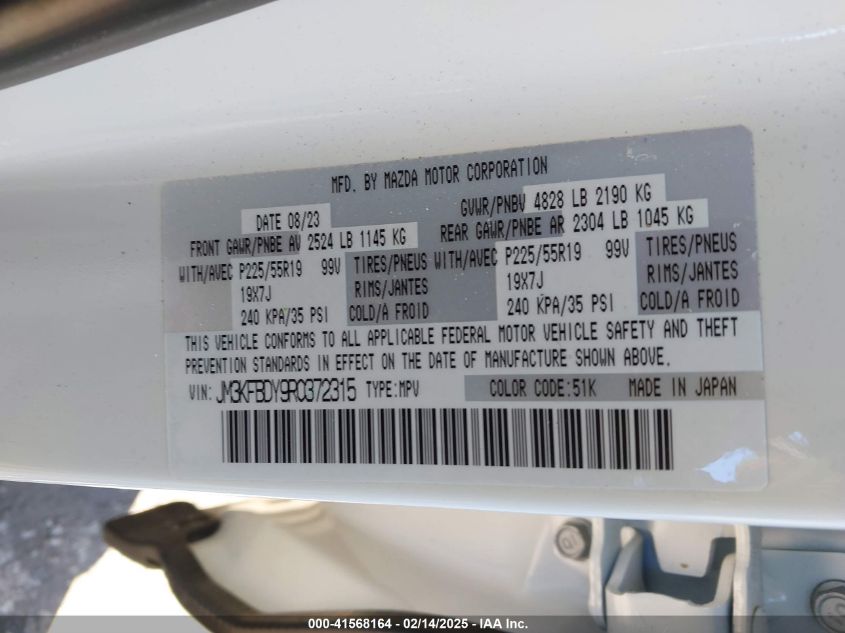 MFD. BY MAZDA MOTOR CORPORATION
DATE 08/23 GVWR/PNBV 4828 LB 2190 KG
FRONT GAWR/PNBE AV 2524 LB 1145 KG REAR GAWR/PNBE AR 2304 LB 1045 KG
WITH/AVEC P225/55R19 99V TIRES/PNEUS WITH/AVEC P225/55R19 99V TIRES/PNEUS
19X7J RIMS/JANTES 19X7J RIMS/JANTES
240 KPA/35 PSI COLD/A FROID 240 KPA/35 PSI COLD/A FROID
THIS VEHICLE CONFORMS TO ALL APPLICABLE FEDERAL MOTOR VEHICLE SAFETY AND THEFT
PREVENTION STANDARDS IN EFFECT ON THE DATE OF MANUFACTURE SHOWN ABOVE.
VIN: JM3KFBDY9R0372315 TYPE:MPV COLOR CODE:51K MADE IN JAPAN
000-41568164 - 02/14/2025 - IAA Inc.